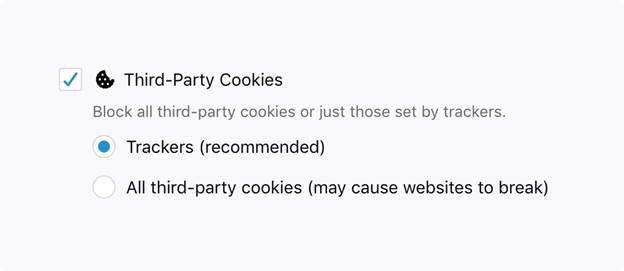 Third-Party Cookies
Block all third-party cookies or just those set by trackers.
Trackers (recommended)
All third-party cookies (may cause websites to break)